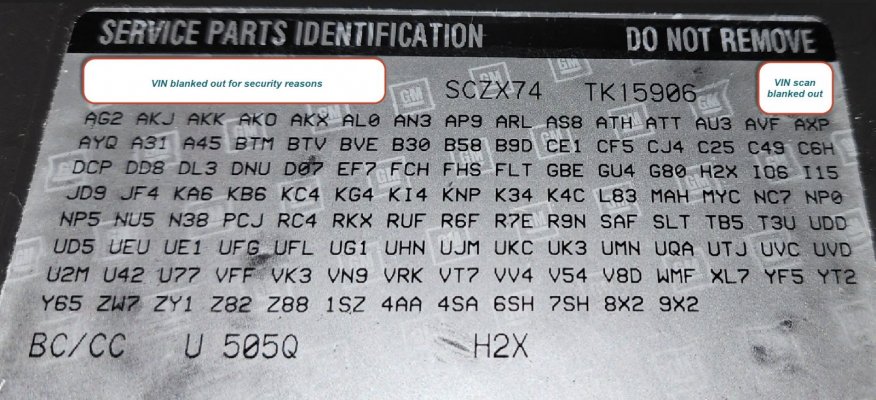 SERVICE PARTS IDENTIFICATION DO NOT REMOVE
VIN blanked out for security reasons SCZX74 TK15906 VIN scan blanked out
AG2 AKJ AKK AKO AKX AL0 AN3 AP9 ARL AS8 ATH ATT AU3 AVF AXP
AYQ A31 A45 BTM BTV BVE B30 B58 B9D CE1 CF5 CJ4 C25 C49 C6H
DCP DD8 DL3 DNU D07 EF7 FCH FHS FLT GBE GU4 G80 H2X IO6 I15
JD9 JF4 KA6 KB6 KC4 KG4 KI4 KNP K34 K4C L83 MAH MYC NC7 NP0
NP5 NU5 N38 PCJ RC4 RKX RUF R6F R7E R9N SAF SLT TB5 T3U UDD
UD5 UEU UE1 UFG UFL UG1 UHN UJM UKC UK3 UMN UQA UTJ UVC UVD
U2M U42 U77 VFF VK3 VN9 VRK VT7 VV4 V54 V8D WMF XL7 YF5 YT2
Y65 ZW7 ZY1 Z82 Z88 1SZ 4AA 4SA 6SH 7SH 8X2 9X2
BC/CC U 505Q H2X